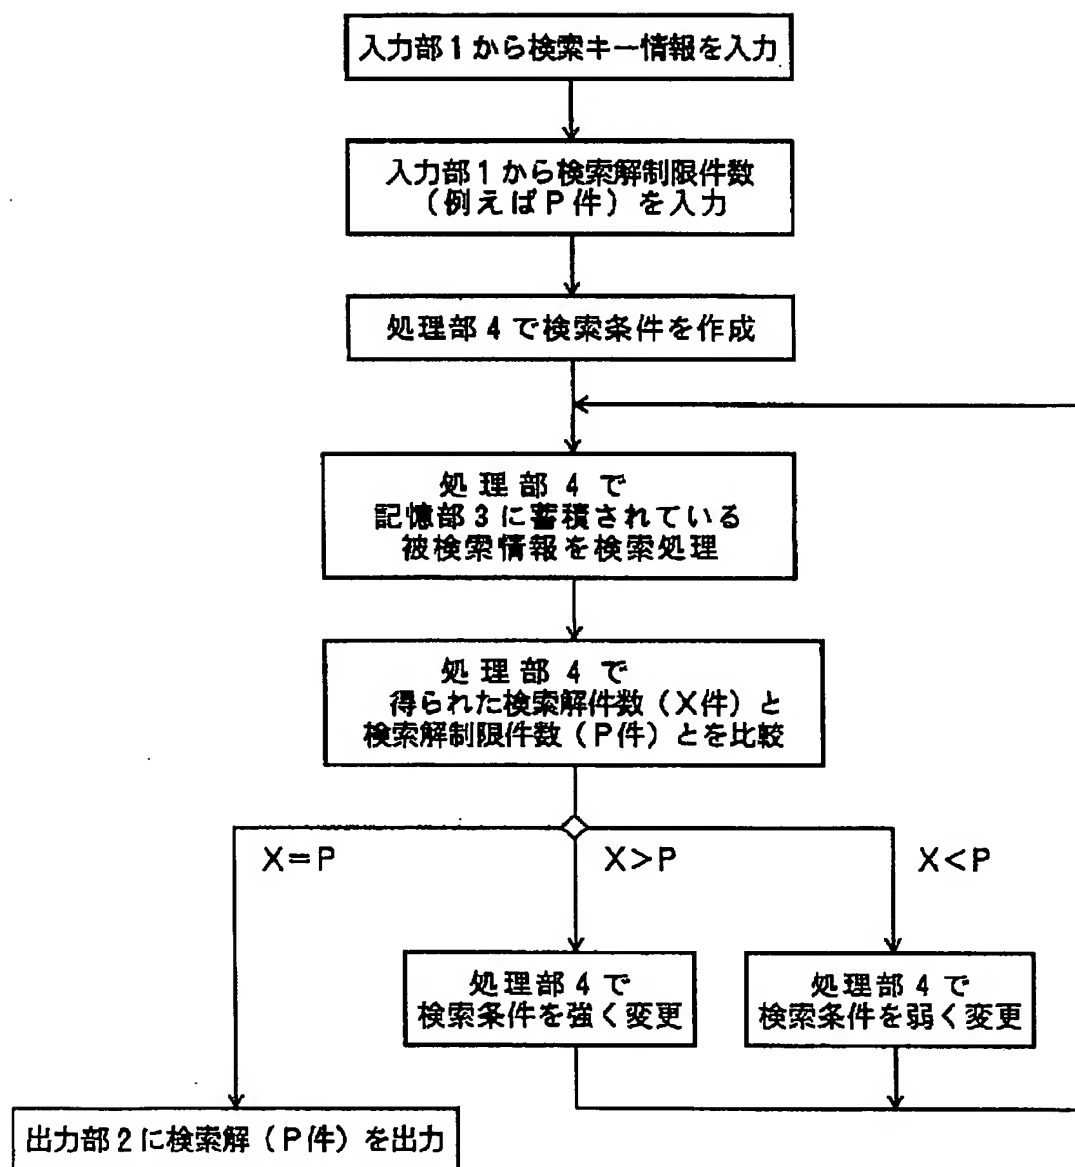 入力部1から検索キー情報を入力
入力部1から検索解制限件数
(例えばP件)を入力
処理部4で検索条件を作成
処理部4で
記憶部3に蓄積されている
被検索情報を検索処理
処理部4で
得られた検索解件数(X件)と
検索解制限件数(P件)とを比較
X=P
X>P
X<P
処理部4で
検索条件を強く変更
処理部4で
検索条件を弱く変更
出力部2に検索解(P件)を出力